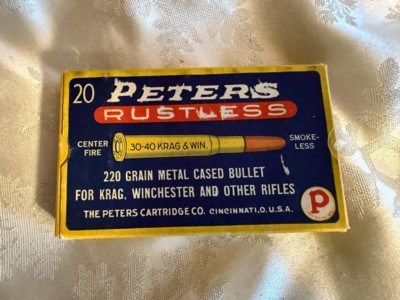 20 PETERS
RUSTLESS
CENTER FIRE
.30-40 KRAG & WIN.
SMOKE-LESS
220 GRAIN METAL CASED BULLET
FOR KRAG, WINCHESTER AND OTHER RIFLES
THE PETERS CARTRIDGE CO. CINCINNATI, O. U.S.A.
P